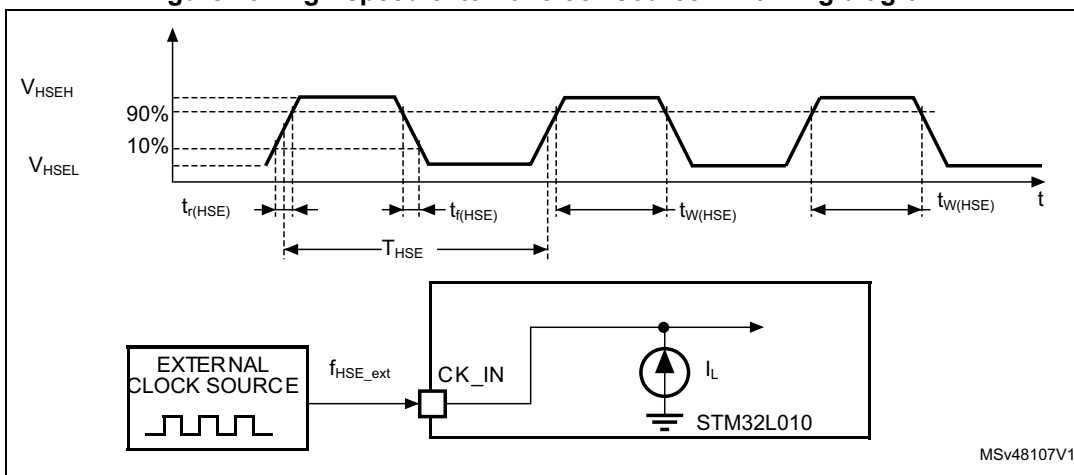 V_HSEH
90%
10%
V_HSEL
t_r(HSE)
t_f(HSE)
t_W(HSE)
t_W(HSE)
t
T_HSE
EXTERNAL
CLOCK SOURCE
f_HSE_ext
CK_IN
I_L
STM32L010
MSv48107V1